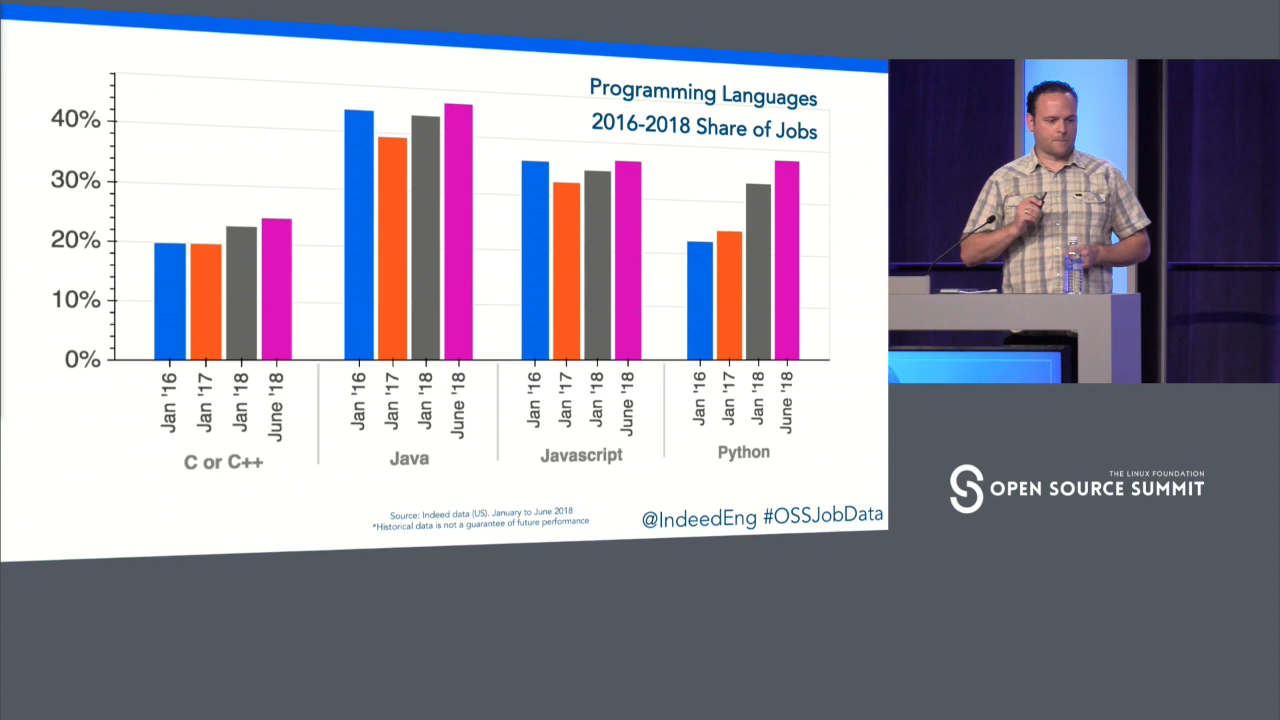 Programming Languages
2016-2018 Share of Jobs
40%
30%
20%
10%
0%
Jan '16
Jan '17
Jan '18
June '18
Jan '16
Jan '17
Jan '18
June '18
Jan '16
Jan '17
Jan '18
June '18
Jan '16
Jan '17
Jan '18
June '18
C or C++
Java
Javascript
Python
Source: Indeed data (US). January to June 2018
*Historical data is not a guarantee of future performance
@IndeedEng #OSSJobData
THE LINUX FOUNDATION
OPEN SOURCE SUMMIT